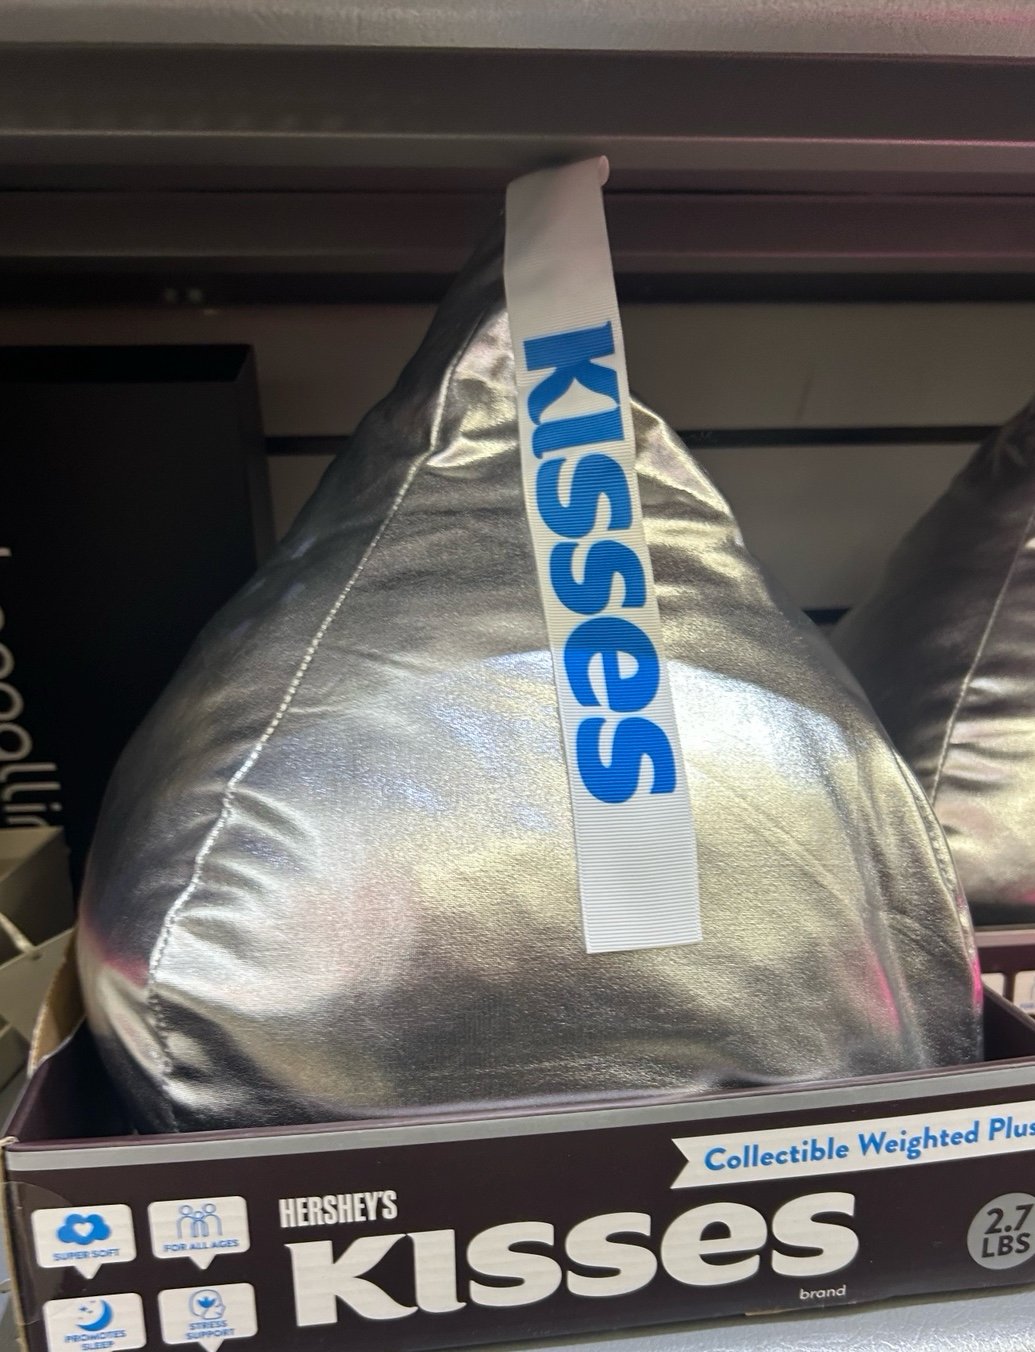 Kisses
Collectible Weighted Plus
HERSHEY'S
KISSES
brand
2.7
LBS
SUPER SOFT
FOR ALL AGES
PROMOTES
SLEEP
STRESS
SUPPORT